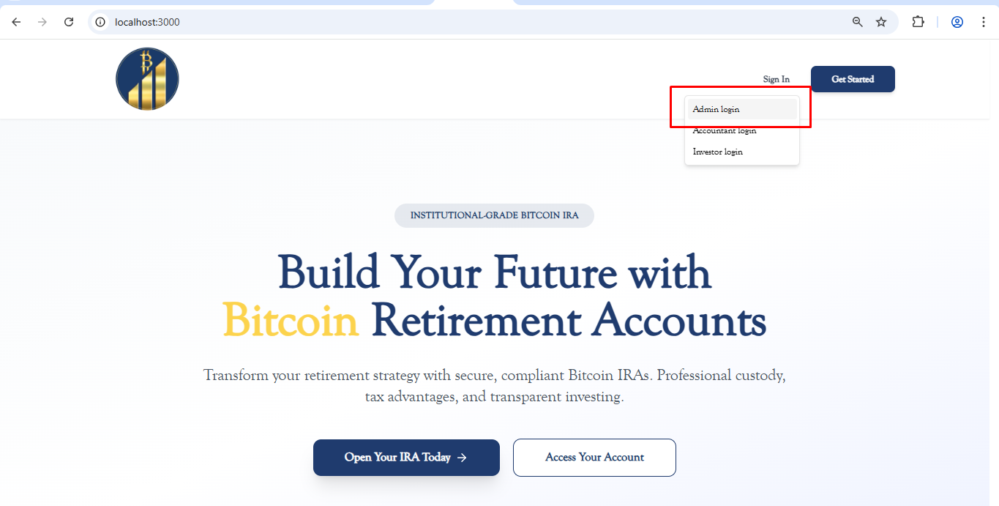 localhost:3000
Sign In
Get Started
Admin login
Accountant login
Investor login
INSTITUTIONAL-GRADE BITCOIN IRA
Build Your Future with
Bitcoin Retirement Accounts
Transform your retirement strategy with secure, compliant Bitcoin IRAs. Professional custody,
tax advantages, and transparent investing.
Open Your IRA Today →
Access Your Account